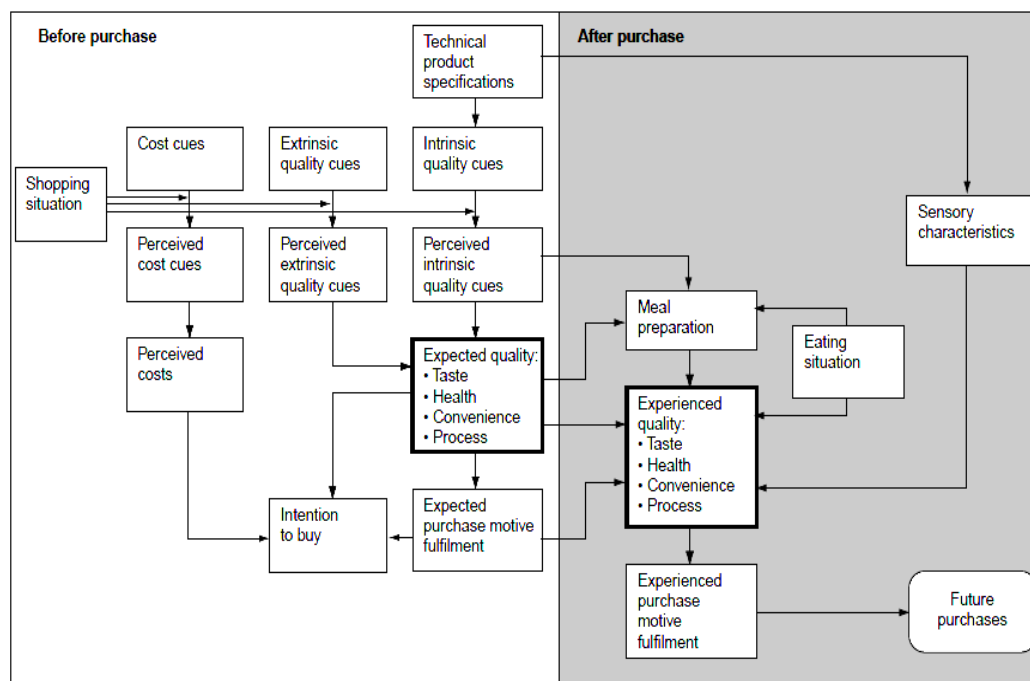 Before purchase
After purchase
Technical
product
specifications
Cost cues
Extrinsic
quality cues
Intrinsic
quality cues
Shopping
situation
Sensory
characteristics
Perceived
cost cues
Perceived
extrinsic
quality cues
Perceived
intrinsic
quality cues
Meal
preparation
Eating
situation
Perceived
costs
Expected quality:
• Taste
• Health
• Convenience
• Process
Experienced
quality:
• Taste
• Health
• Convenience
• Process
Intention
to buy
Expected
purchase motive
fulfilment
Experienced
purchase
motive
fulfilment
Future
purchases